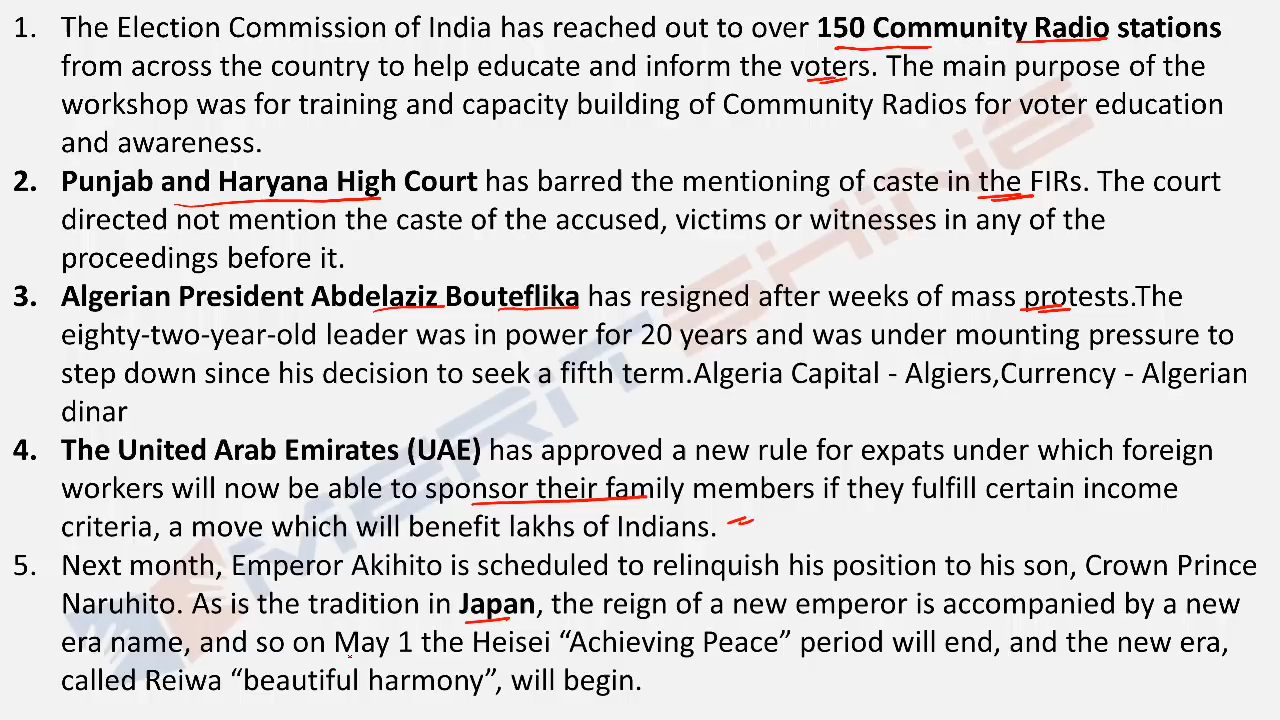 1. The Election Commission of India has reached out to over 150 Community Radio stations
from across the country to help educate and inform the voters. The main purpose of the
workshop was for training and capacity building of Community Radios for voter education
and awareness.
2. Punjab and Haryana High Court has barred the mentioning of caste in the FIRs. The court
directed not mention the caste of the accused, victims or witnesses in any of the
proceedings before it.
3. Algerian President Abdelaziz Bouteflika has resigned after weeks of mass protests.The
eighty-two-year-old leader was in power for 20 years and was under mounting pressure to
step down since his decision to seek a fifth term.Algeria Capital - Algiers,Currency - Algerian
dinar
4. The United Arab Emirates (UAE) has approved a new rule for expats under which foreign
workers will now be able to sponsor their family members if they fulfill certain income
criteria, a move which will benefit lakhs of Indians.
5. Next month, Emperor Akihito is scheduled to relinquish his position to his son, Crown Prince
Naruhito. As is the tradition in Japan, the reign of a new emperor is accompanied by a new
era name, and so on May 1 the Heisei “Achieving Peace” period will end, and the new era,
called Reiwa “beautiful harmony”, will begin.
MERITSHINE